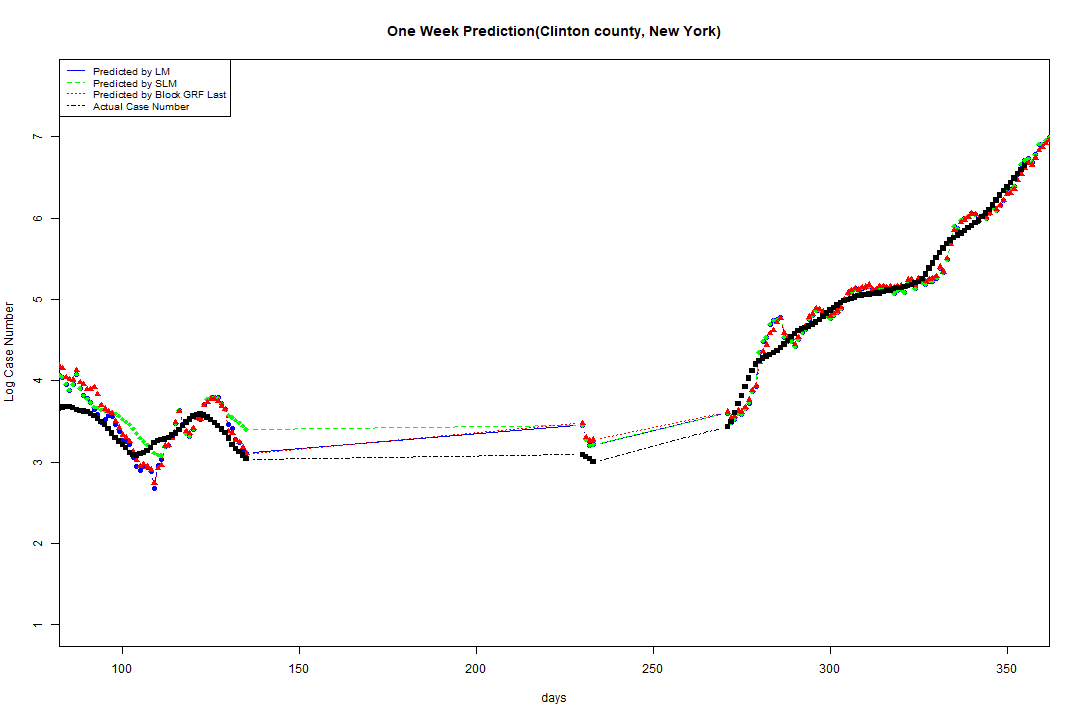 One Week Prediction(Clinton county, New York)
Predicted by LM
Predicted by SLM
Predicted by Block GRF Last
Actual Case Number
7
6
5
4
3
2
1
Log Case Number
100 150 200 250 300 350
days